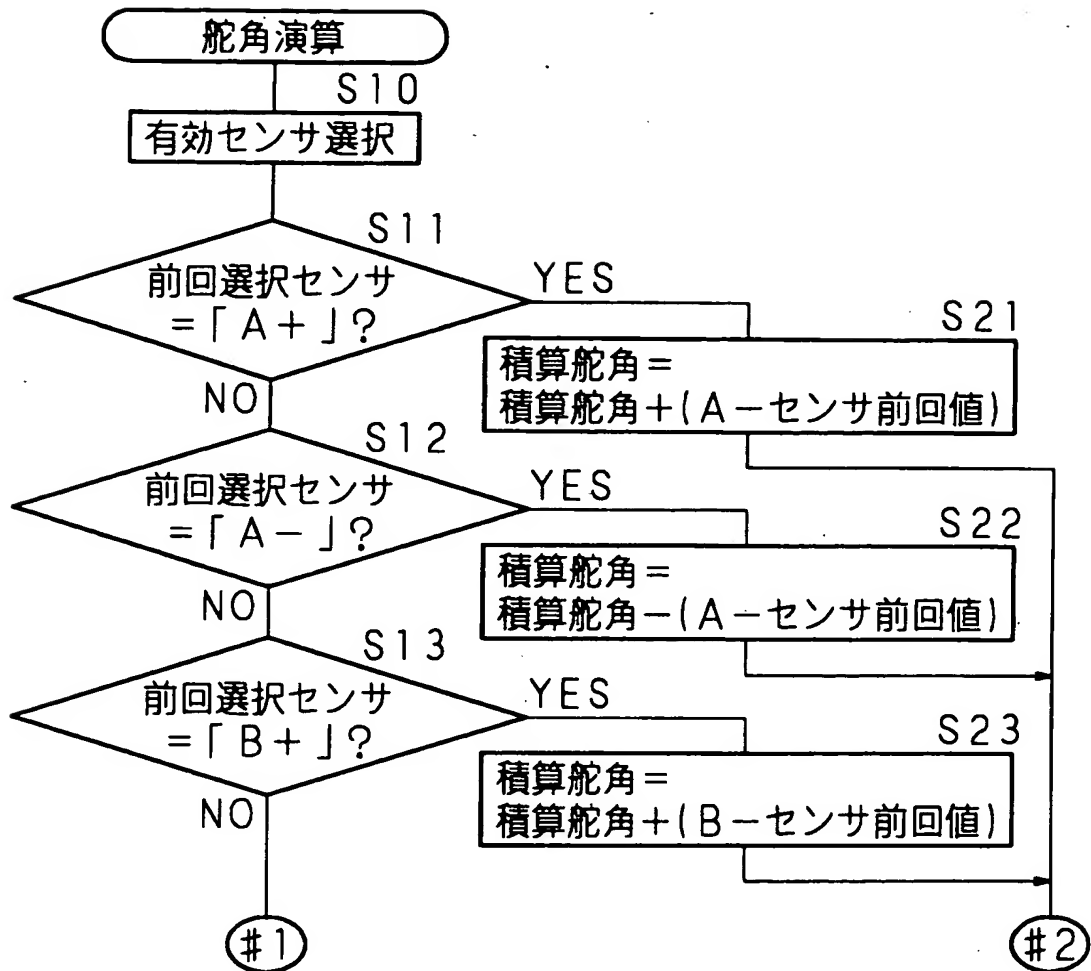 舵角演算
S10
有効センサ選択
S11
前回選択センサ
=「A+」?
YES
NO
S21
積算舵角=
積算舵角+(A-センサ前回値)
S12
前回選択センサ
=「A-」?
YES
NO
S22
積算舵角=
積算舵角-(A-センサ前回値)
S13
前回選択センサ
=「B+」?
YES
NO
S23
積算舵角=
積算舵角+(B-センサ前回値)
#1
#2